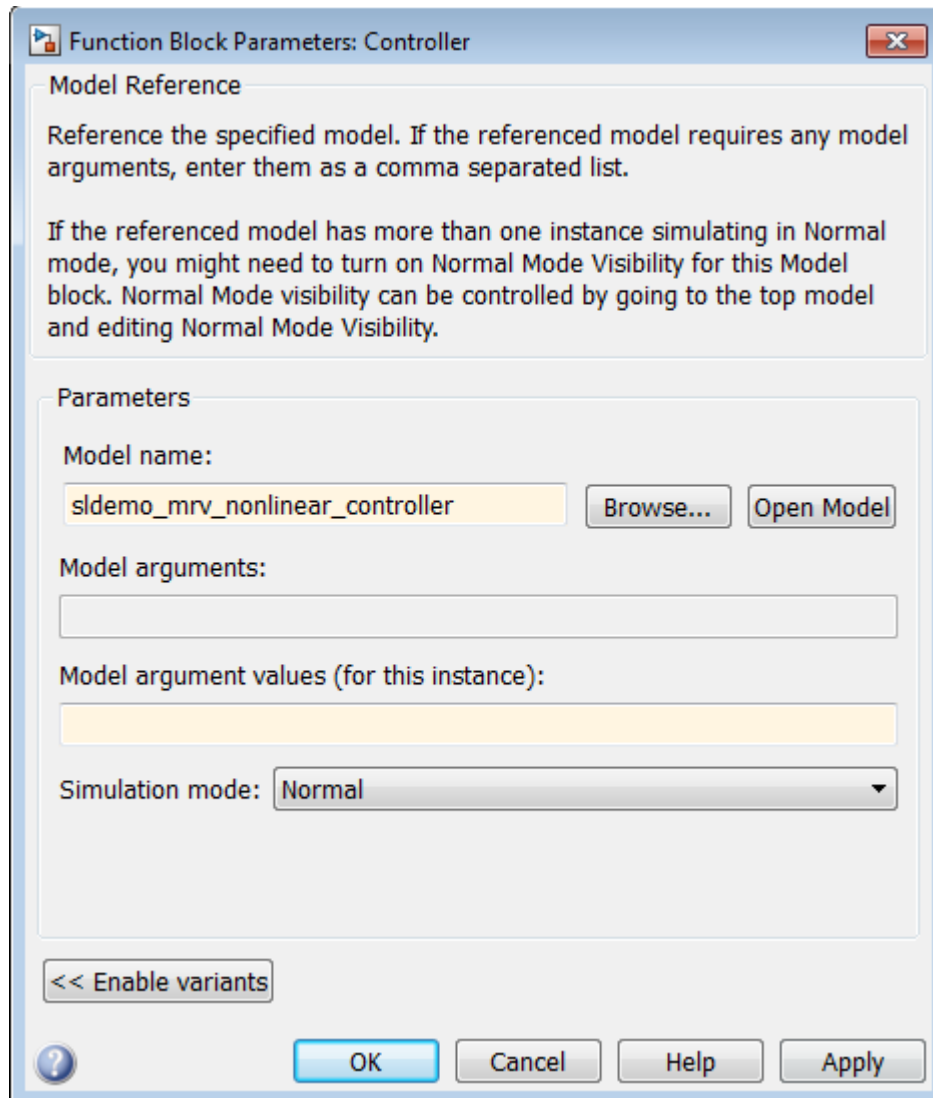 Function Block Parameters: Controller
Model Reference
Reference the specified model. If the referenced model requires any model
arguments, enter them as a comma separated list.
If the referenced model has more than one instance simulating in Normal
mode, you might need to turn on Normal Mode Visibility for this Model
block. Normal Mode visibility can be controlled by going to the top model
and editing Normal Mode Visibility.
Parameters
Model name:
sldemo_mrv_nonlinear_controller Browse... Open Model
Model arguments:
Model argument values (for this instance):
Simulation mode: Normal
<< Enable variants
? OK Cancel Help Apply